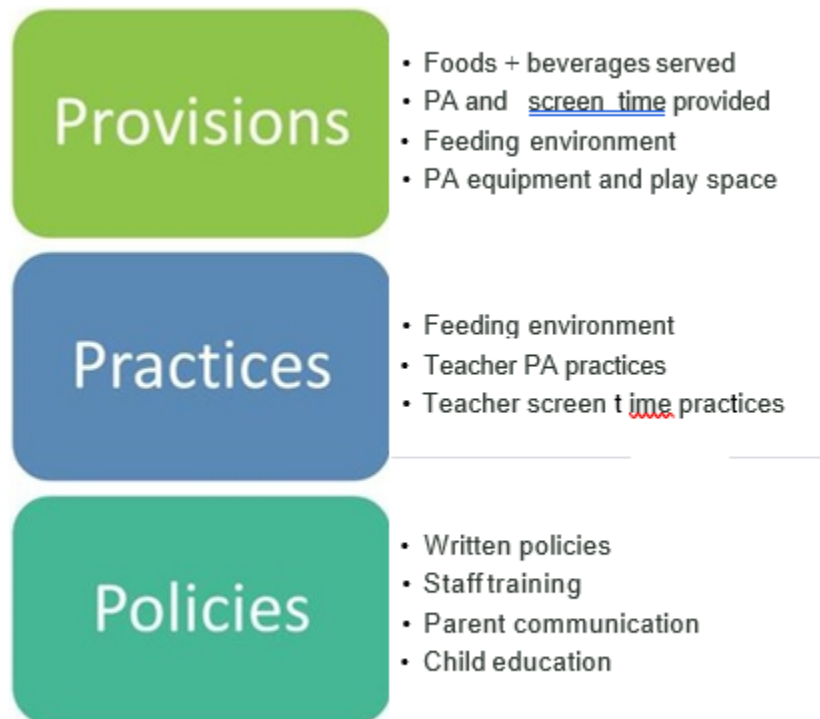 Provisions
• Foods + beverages served
• PA and screen time provided
• Feeding environment
• PA equipment and play space
Practices
• Feeding environment
• Teacher PA practices
• Teacher screen t ime practices
Policies
• Written policies
• Staff training
• Parent communication
• Child education